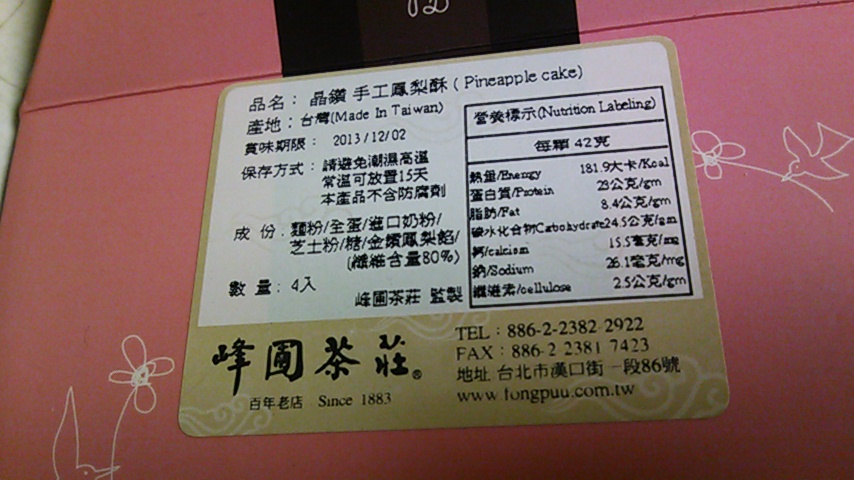 品名： 晶鑽 手工鳳梨酥 ( Pineapple cake)
產地：台灣(Made In Taiwan)
賞味期限： 2013/12/02
保存方式：請避免潮濕高溫
常溫可放置15天
本產品不含防腐劑
成 份：麵粉/全蛋/進口奶粉/
芝士粉/糖/金鑽鳳梨餡/
(纖維含量80%)
數 量：4入
峰圃茶莊 監製
營養標示(Nutrition Labeling)
每顆 42克
熱量/Energy 181.9大卡/Kcal
蛋白質/Protein 23公克/gm
脂肪/Fat 8.4公克/gm
碳水化合物Carbohydrate24.5公克/gm
鈣/calcium 15.5毫克/mg
鈉/Sodium 26.1毫克/mg
纖維素/cellulose 2.5公克/gm
峰圃茶莊®
百年老店 Since 1883
TEL：886-2-2382-2922
FAX：886-2-2381-7423
地址 台北市漢口街一段86號
www.fongpuu.com.tw